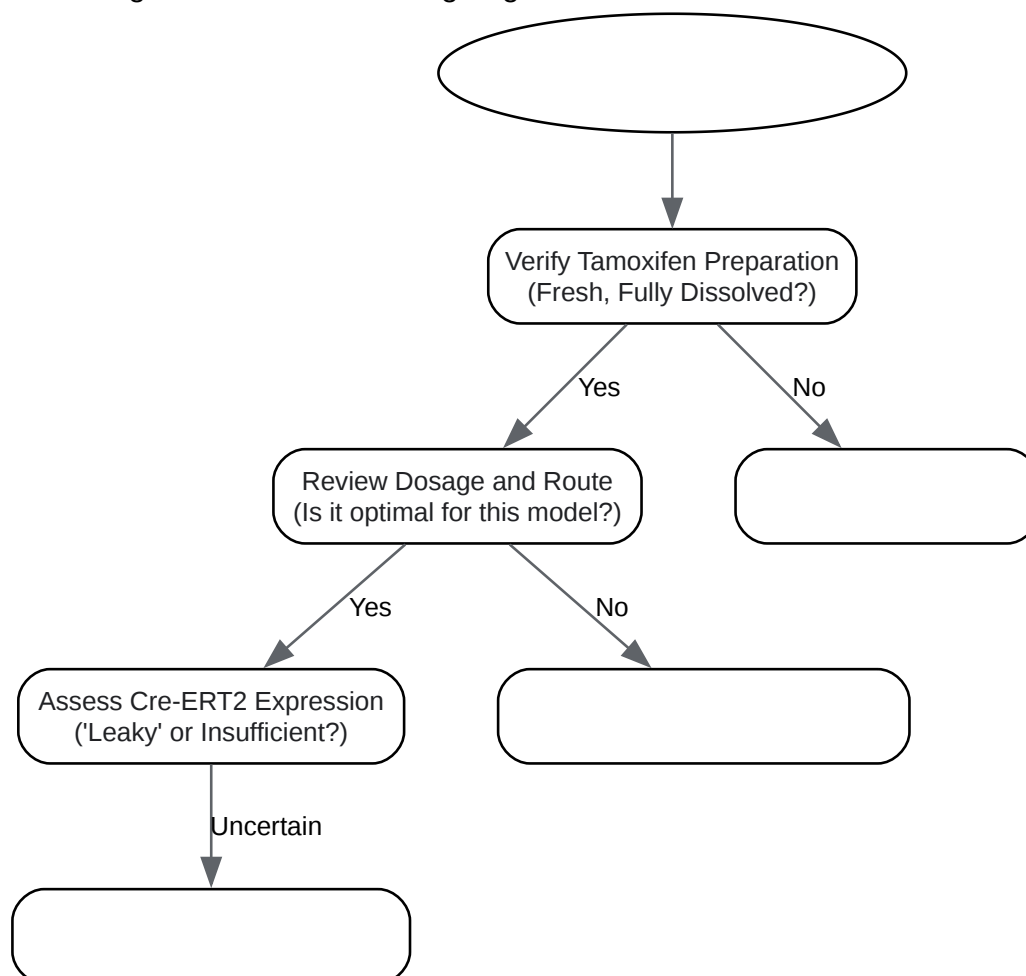 Verify Tamoxifen Preparation
(Fresh, Fully Dissolved?)
Yes
No
Review Dosage and Route
(Is it optimal for this model?)
Yes
No
Assess Cre-ERT2 Expression
('Leaky' or Insufficient?)
Uncertain